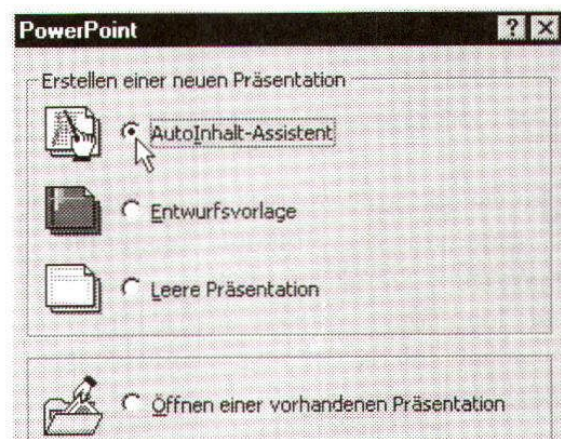 PowerPoint
Erstellen einer neuen Präsentation
AutoInhalt-Assistent
Entwurfsvorlage
Leere Präsentation
Öffnen einer vorhandenen Präsentation